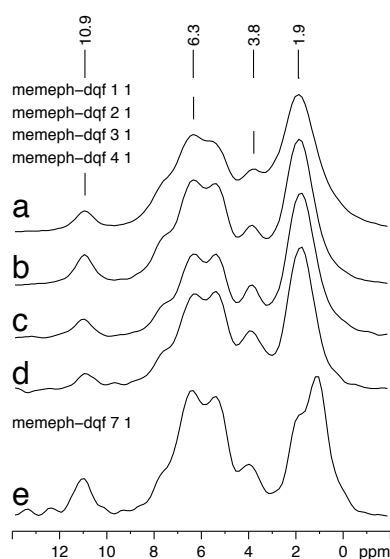 10.9 6.3 3.8 1.9
memeph-dqf 1 1
memeph-dqf 2 1
memeph-dqf 3 1
memeph-dqf 4 1
a
b
c
d
memeph-dqf 7 1
e
12 10 8 6 4 2 0 ppm